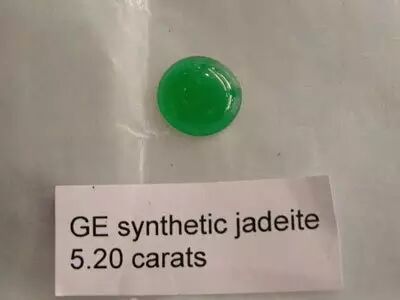 GE synthetic jadeite
5.20 carats